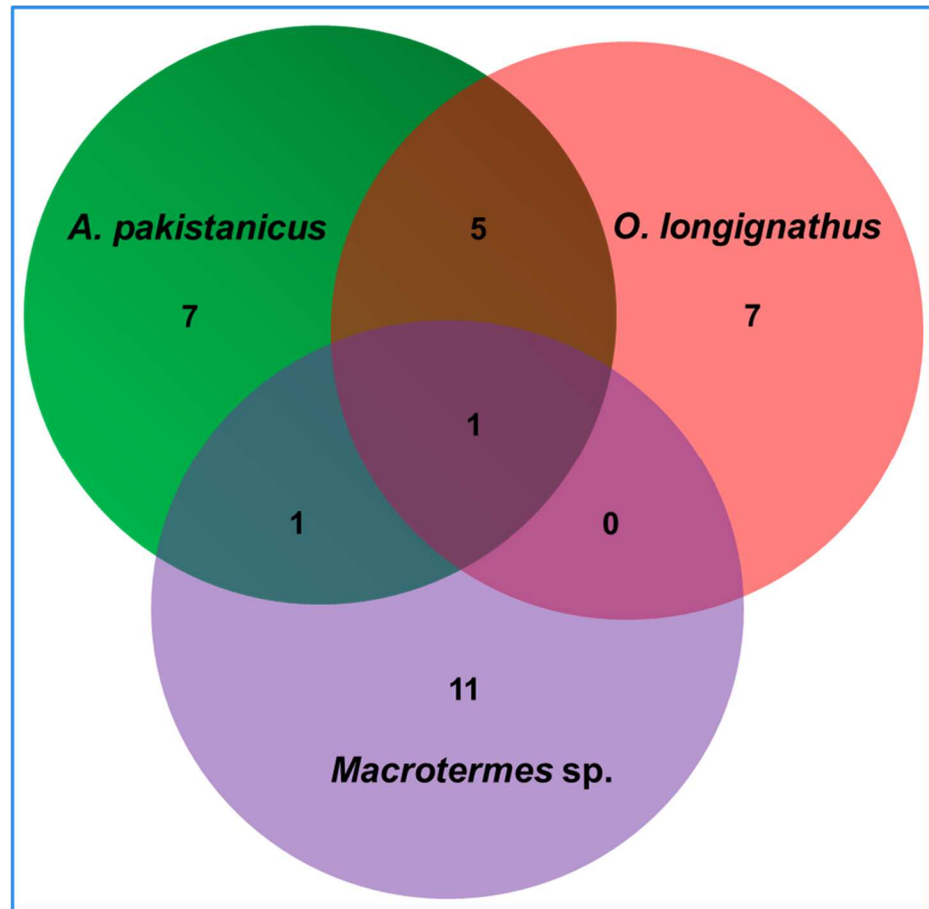 A. pakistanicus
5
O. longignathus
7
7
1
1
0
11
Macrotermes sp.